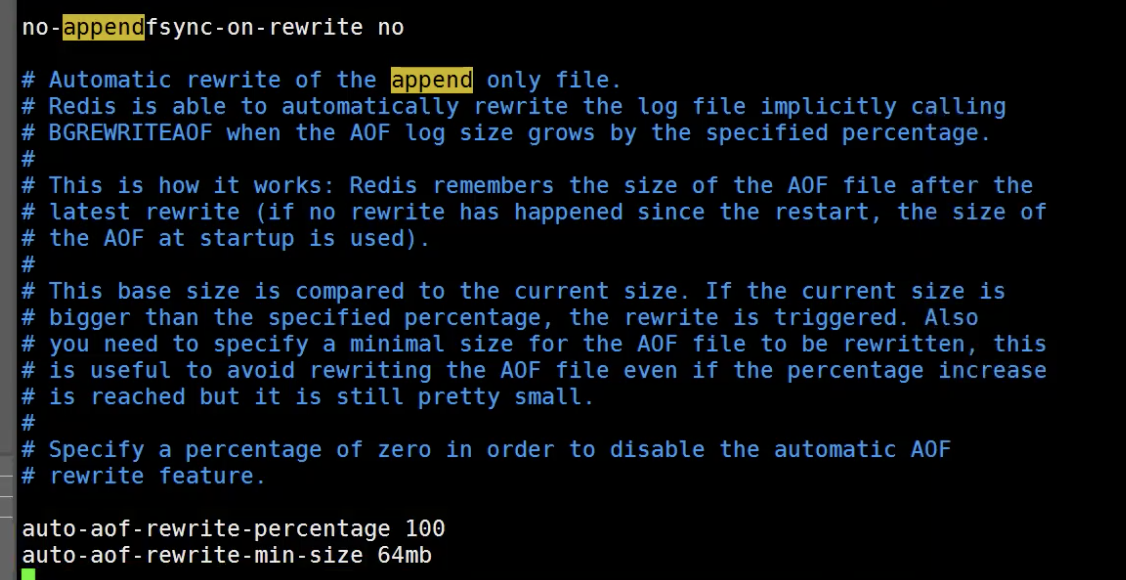 no-appendfsync-on-rewrite no
# Automatic rewrite of the append only file.
# Redis is able to automatically rewrite the log file implicitly calling
# BGREWRITEAOF when the AOF log size grows by the specified percentage.
#
# This is how it works: Redis remembers the size of the AOF file after the
# latest rewrite (if no rewrite has happened since the restart, the size of
# the AOF at startup is used).
#
# This base size is compared to the current size. If the current size is
# bigger than the specified percentage, the rewrite is triggered. Also
# you need to specify a minimal size for the AOF file to be rewritten, this
# is useful to avoid rewriting the AOF file even if the percentage increase
# is reached but it is still pretty small.
#
# Specify a percentage of zero in order to disable the automatic AOF
# rewrite feature.
auto-aof-rewrite-percentage 100
auto-aof-rewrite-min-size 64mb